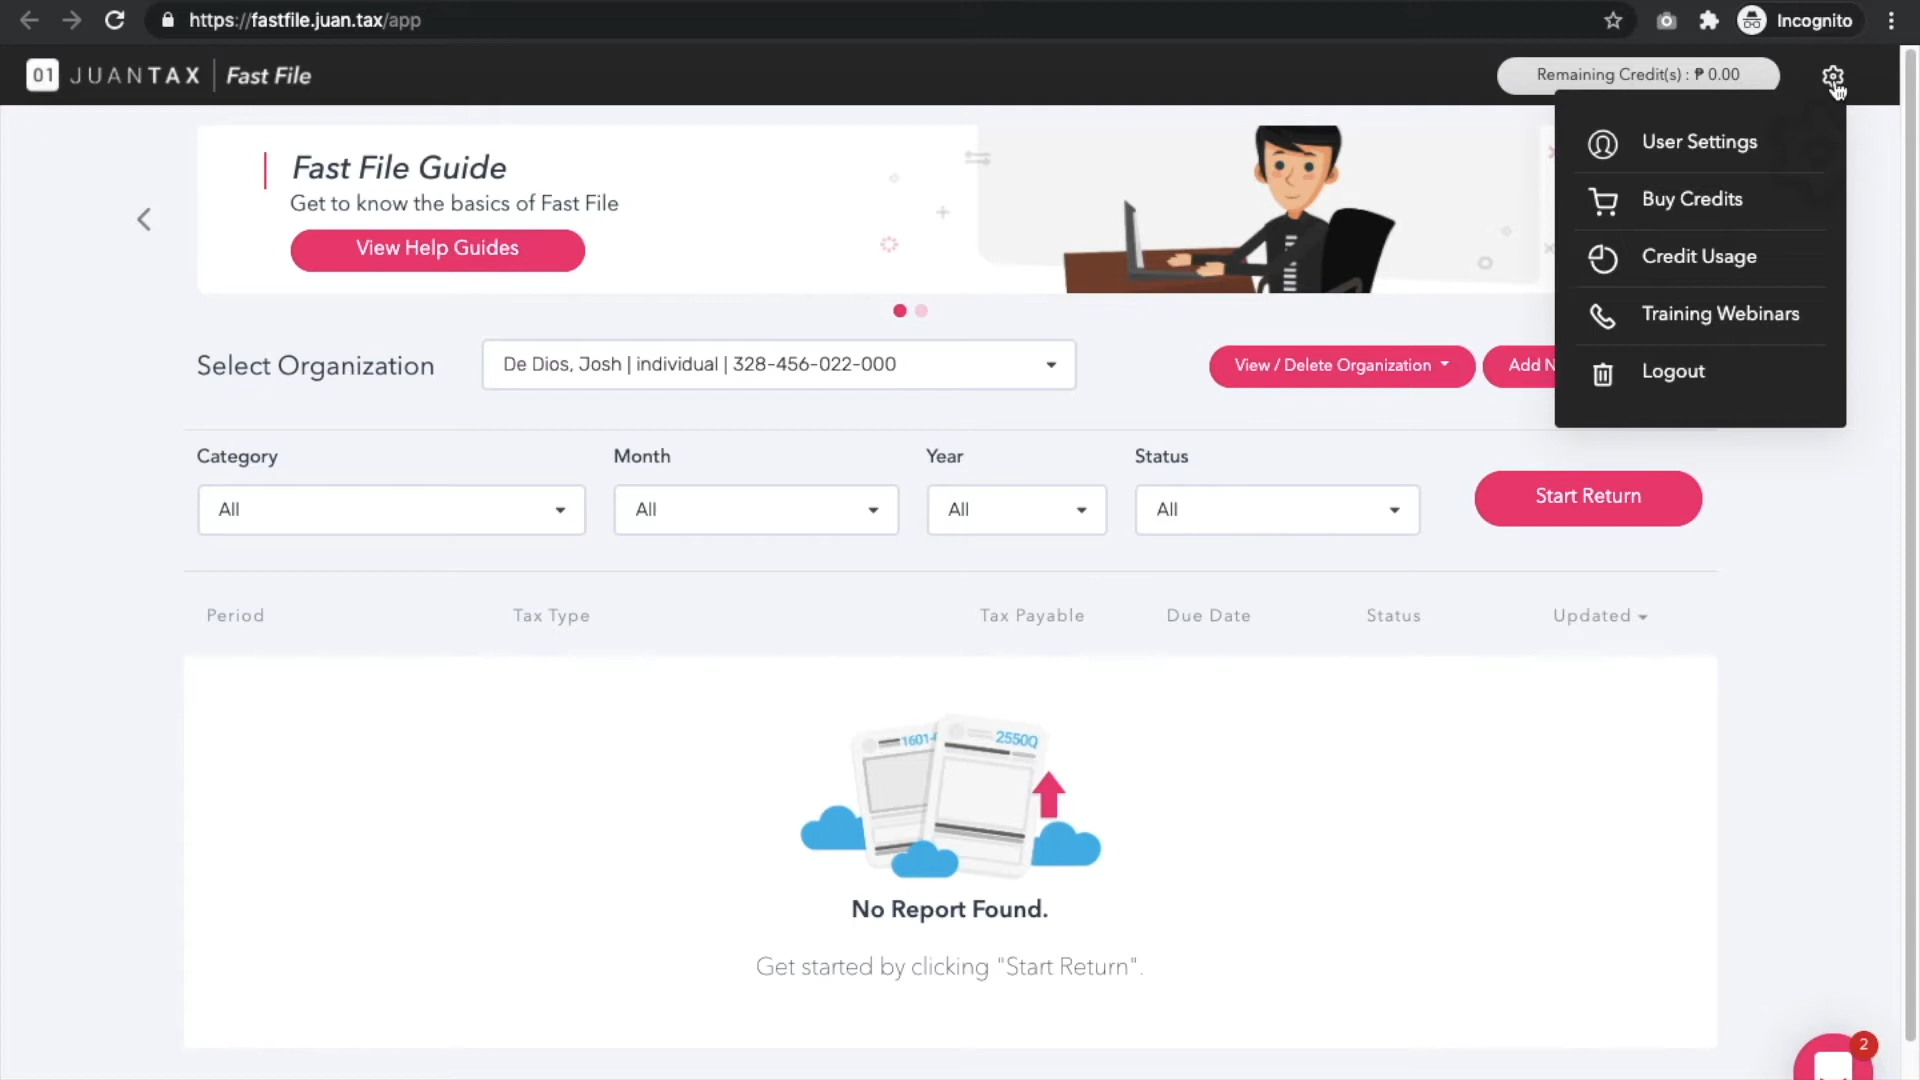 https://fastfile.juan.tax/app
Incognito
01 JUANTAX Fast File
Remaining Credit(s) : ₱ 0.00
User Settings
Buy Credits
Credit Usage
Training Webinars
Logout
Fast File Guide
Get to know the basics of Fast File
View Help Guides
Select Organization
De Dios, Josh | individual | 328-456-022-000
View / Delete Organization
Add N
Category
Month
Year
Status
All
All
All
All
Start Return
Period
Tax Type
Tax Payable
Due Date
Status
Updated
1601-
2550Q
No Report Found.
Get started by clicking "Start Return".
2